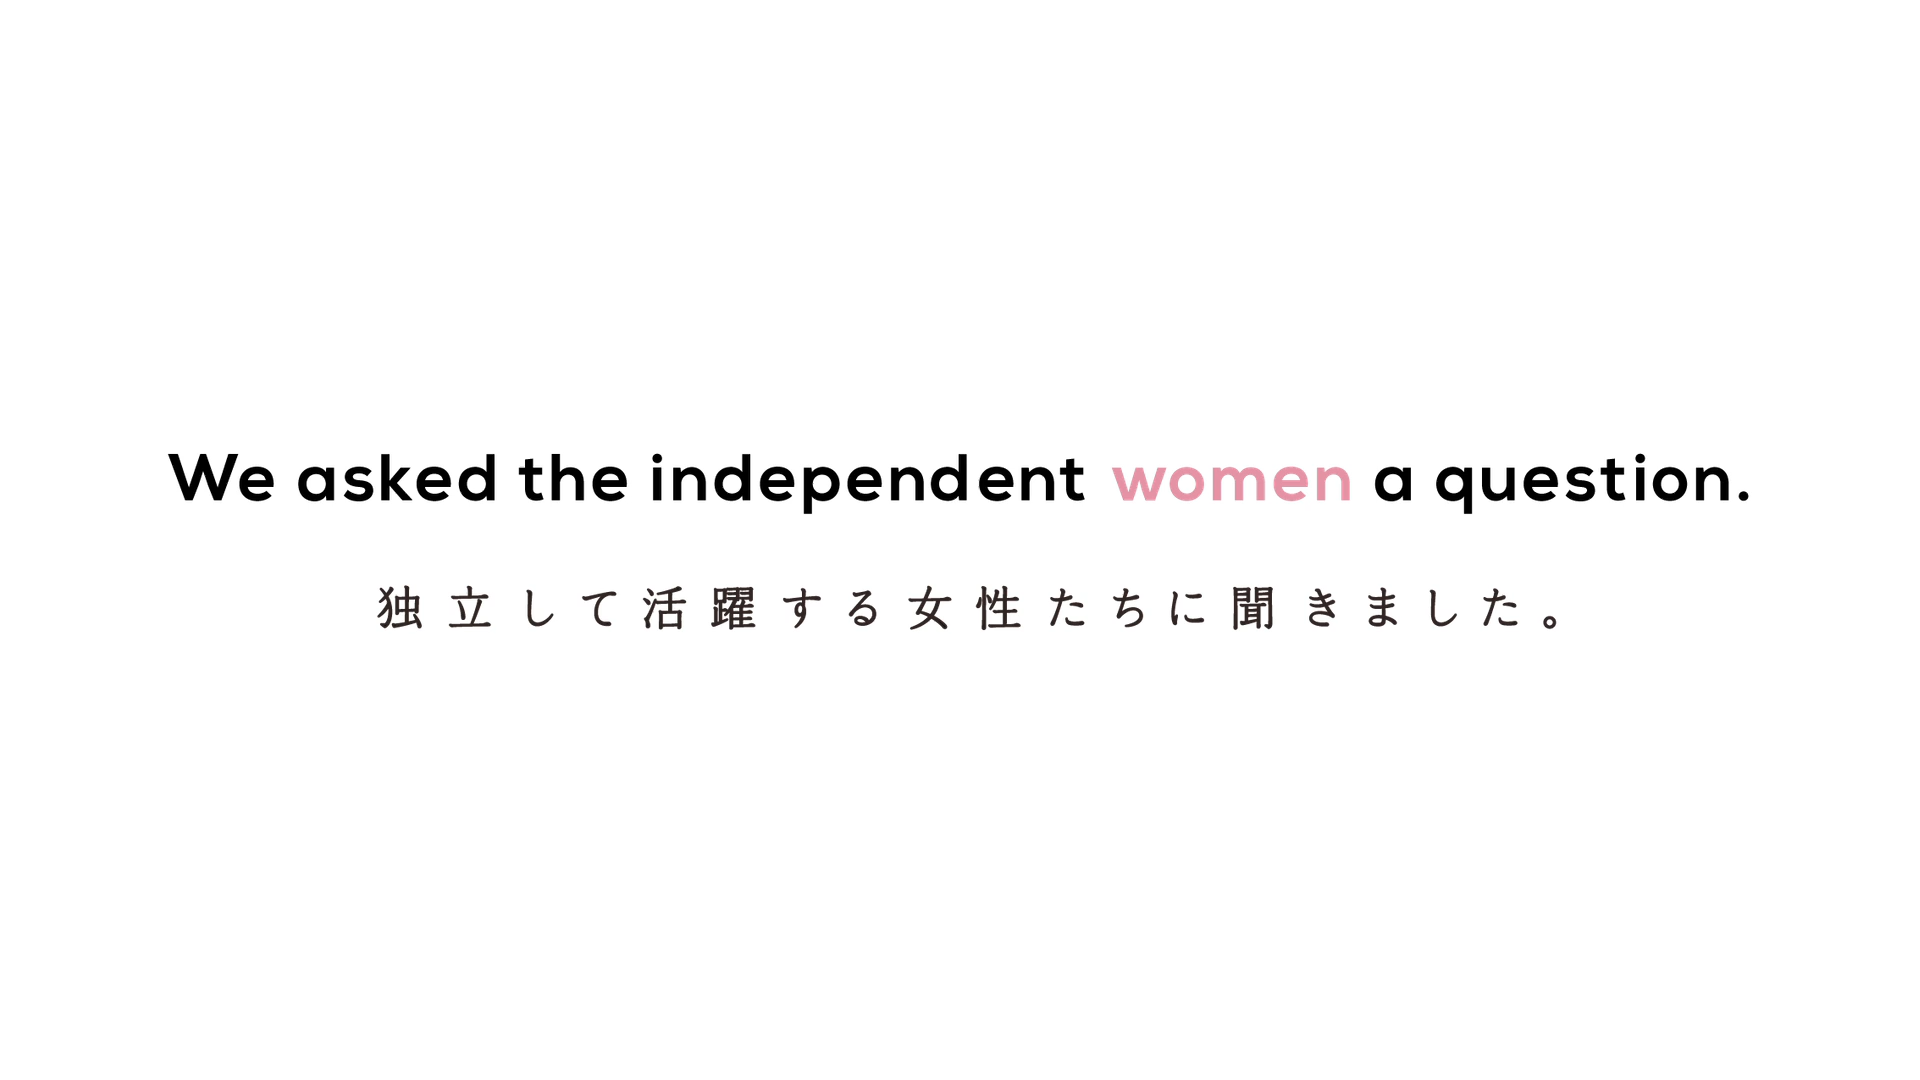 We asked the independent women a question.
独立して活躍する女性たちに聞きました。